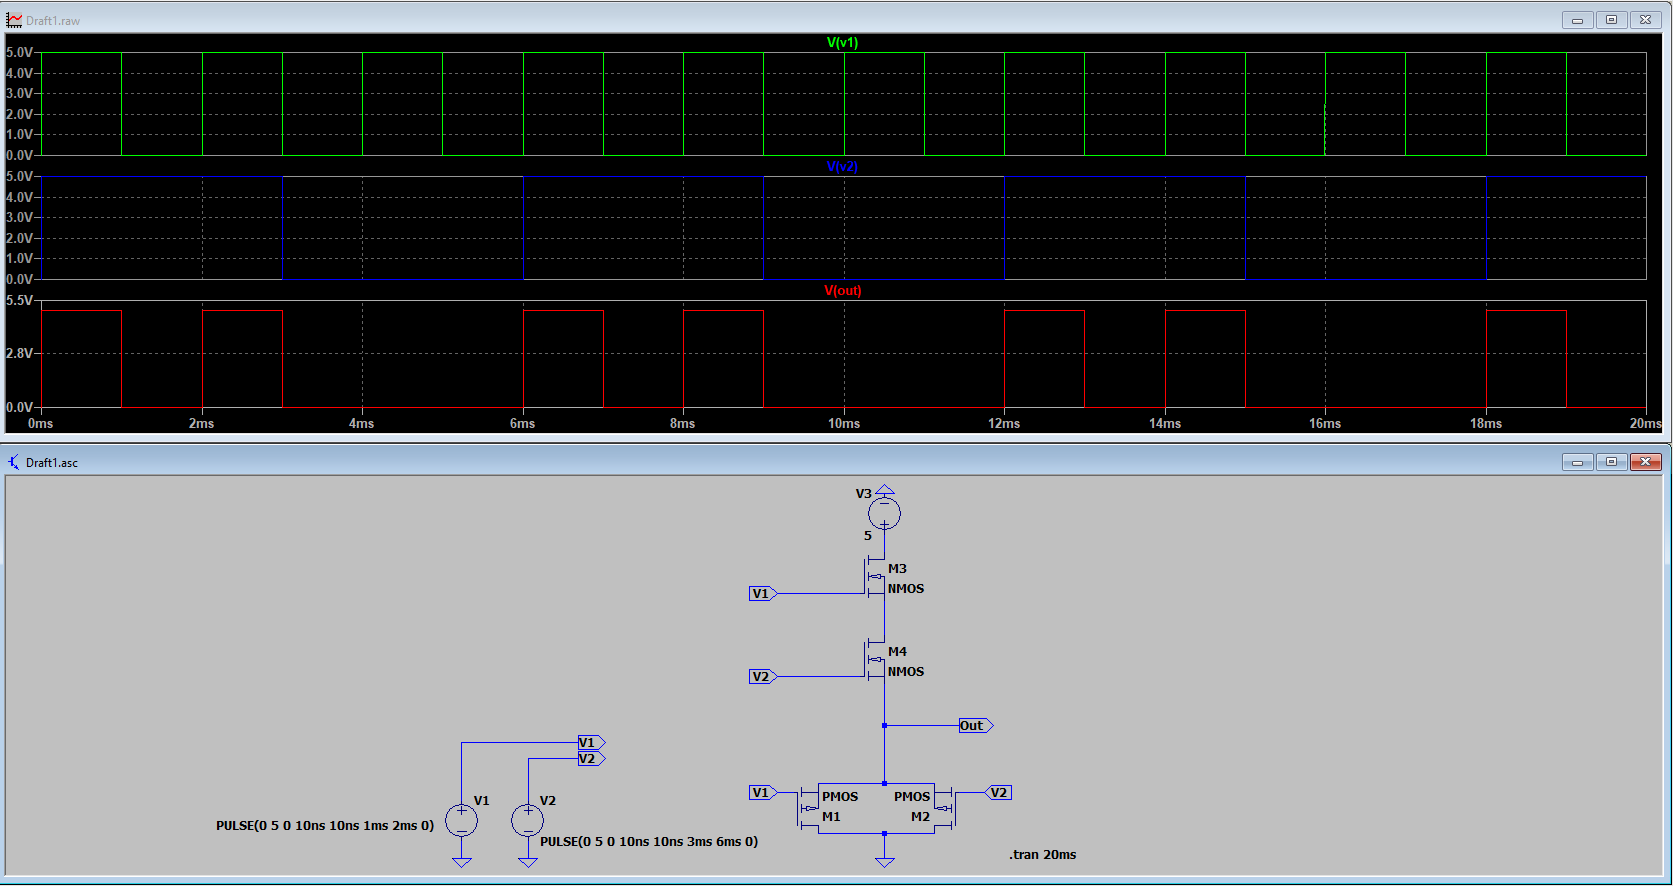 Draft1.raw
V(v1)
5.0V
4.0V
3.0V
2.0V
1.0V
0.0V
V(v2)
5.0V
4.0V
3.0V
2.0V
1.0V
0.0V
V(out)
5.5V
2.8V
0.0V
0ms 2ms 4ms 6ms 8ms 10ms 12ms 14ms 16ms 18ms 20ms
Draft1.asc
V3
5
M3
V1 NMOS
M4
V2 NMOS
Out
V1
V2
V1 PMOS PMOS V2
M1 M2
V1 V2
PULSE(0 5 0 10ns 10ns 1ms 2ms 0)
PULSE(0 5 0 10ns 10ns 3ms 6ms 0)
.tran 20ms